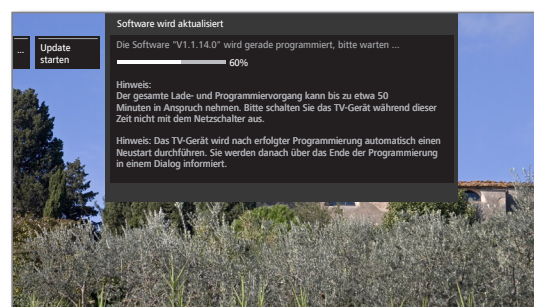 Software wird aktualisiert
...
Update
starten
Die Software "V1.1.14.0" wird gerade programmiert, bitte warten ...
60%
Hinweis:
Der gesamte Lade- und Programmiervorgang kann bis zu etwa 50
Minuten in Anspruch nehmen. Bitte schalten Sie das TV-Gerät während dieser
Zeit nicht mit dem Netzschalter aus.
Hinweis: Das TV-Gerät wird nach erfolgter Programmierung automatisch einen
Neustart durchführen. Sie werden danach über das Ende der Programmierung
in einem Dialog informiert.